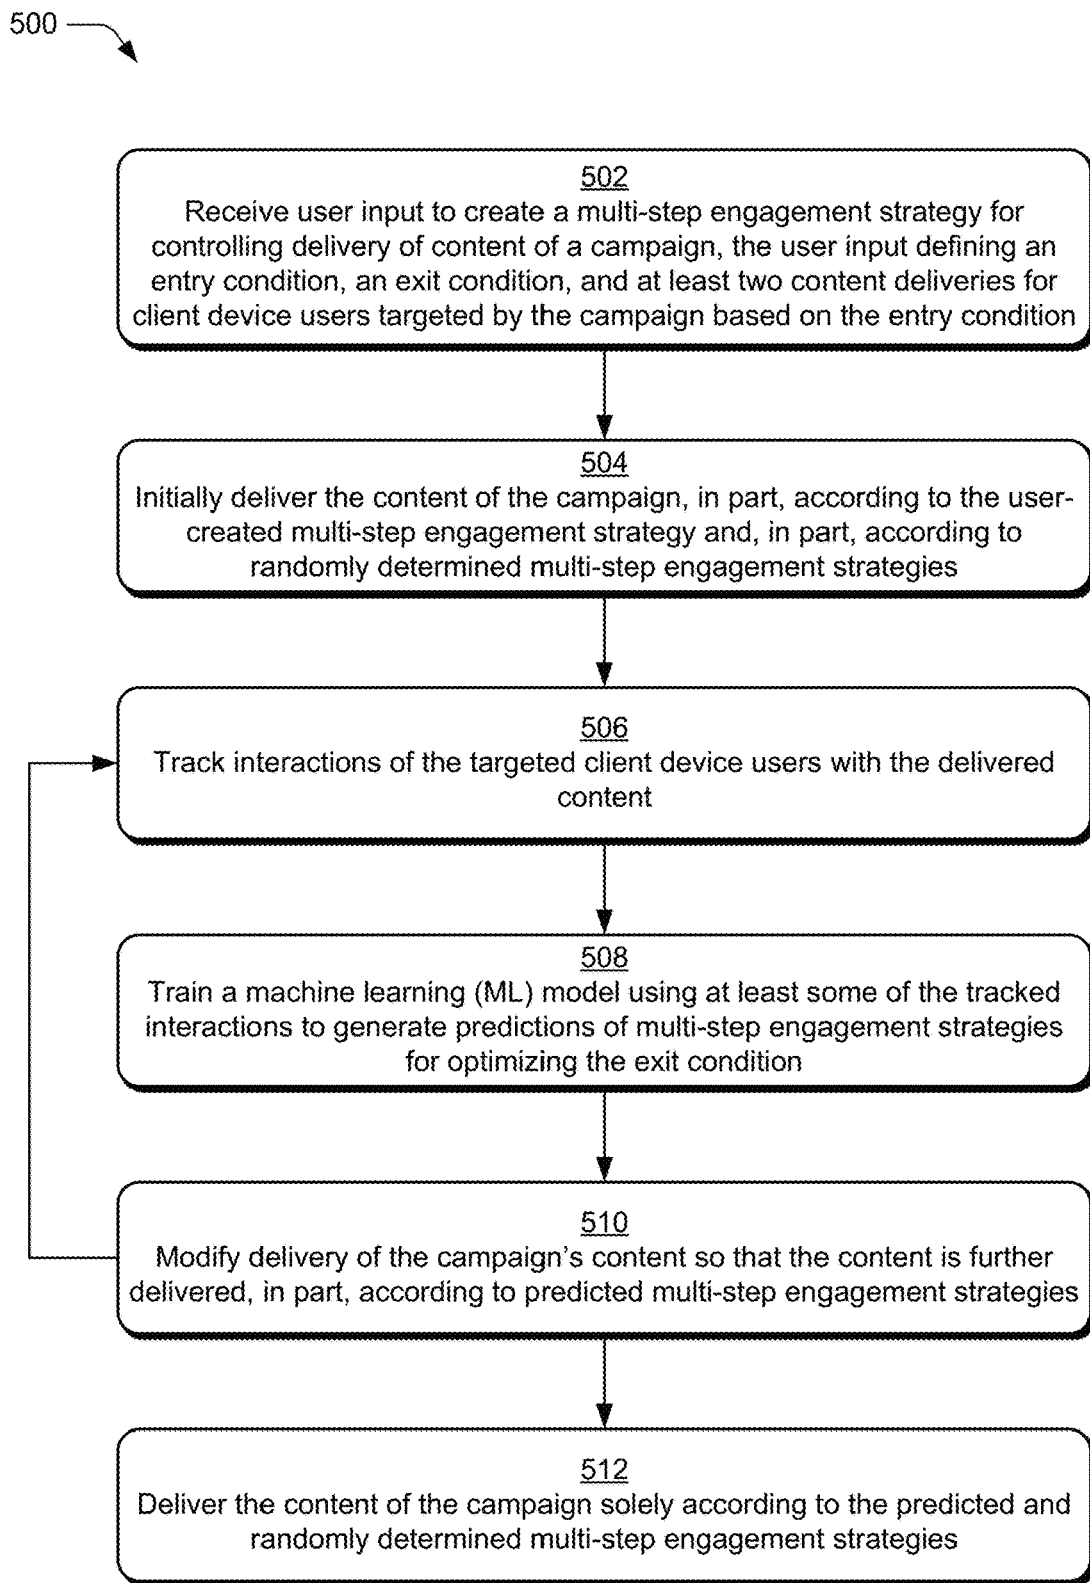 500
502
Receive user input to create a multi-step engagement strategy for
controlling delivery of content of a campaign, the user input defining an
entry condition, an exit condition, and at least two content deliveries for
client device users targeted by the campaign based on the entry condition
504
Initially deliver the content of the campaign, in part, according to the user-
created multi-step engagement strategy and, in part, according to
randomly determined multi-step engagement strategies
506
Track interactions of the targeted client device users with the delivered
content
508
Train a machine learning (ML) model using at least some of the tracked
interactions to generate predictions of multi-step engagement strategies
for optimizing the exit condition
510
Modify delivery of the campaign's content so that the content is further
delivered, in part, according to predicted multi-step engagement strategies
512
Deliver the content of the campaign solely according to the predicted and
randomly determined multi-step engagement strategies